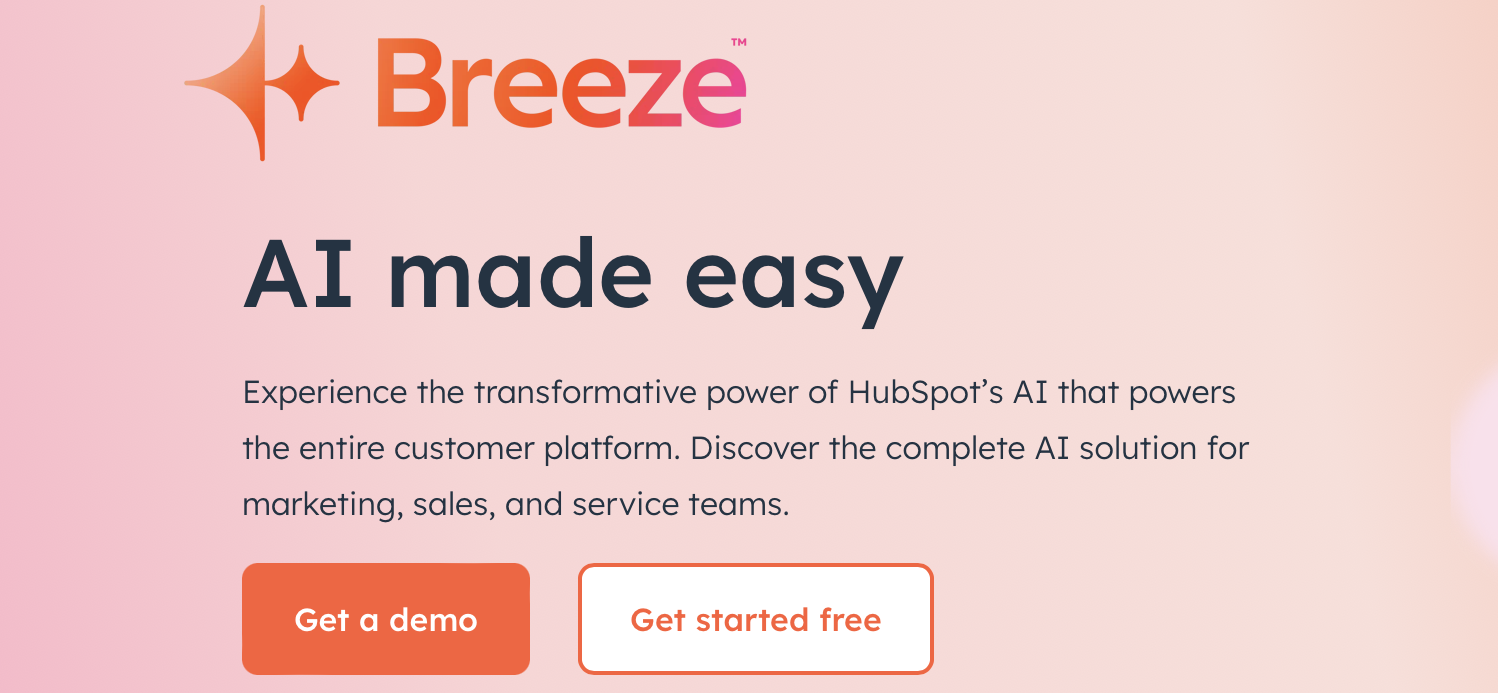 Breeze™
AI made easy
Experience the transformative power of HubSpot’s AI that powers
the entire customer platform. Discover the complete AI solution for
marketing, sales, and service teams.
Get a demo
Get started free